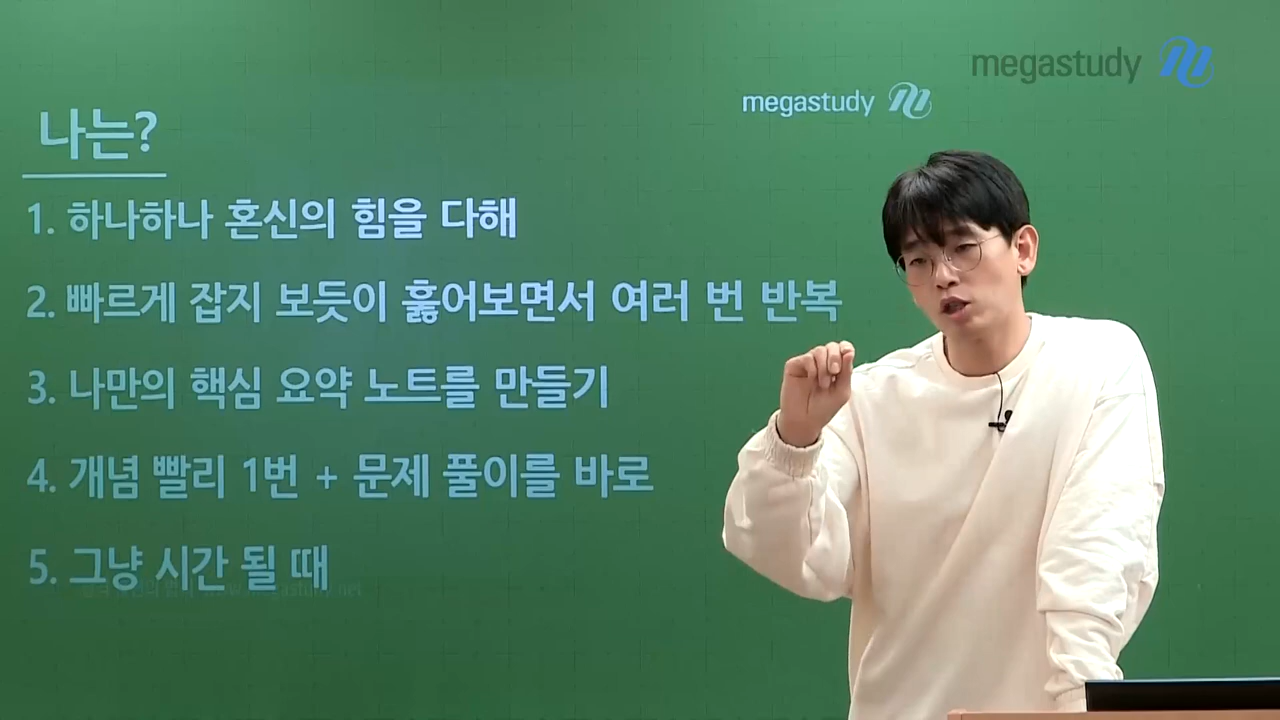 megastudy
megastudy
나는?
1. 하나하나 혼신의 힘을 다해
2. 빠르게 잡지 보듯이 훑어보면서 여러 번 반복
3. 나만의 핵심 요약 노트를 만들기
4. 개념 빨리 1번 + 문제 풀이를 바로
5. 그냥 시간 될 때